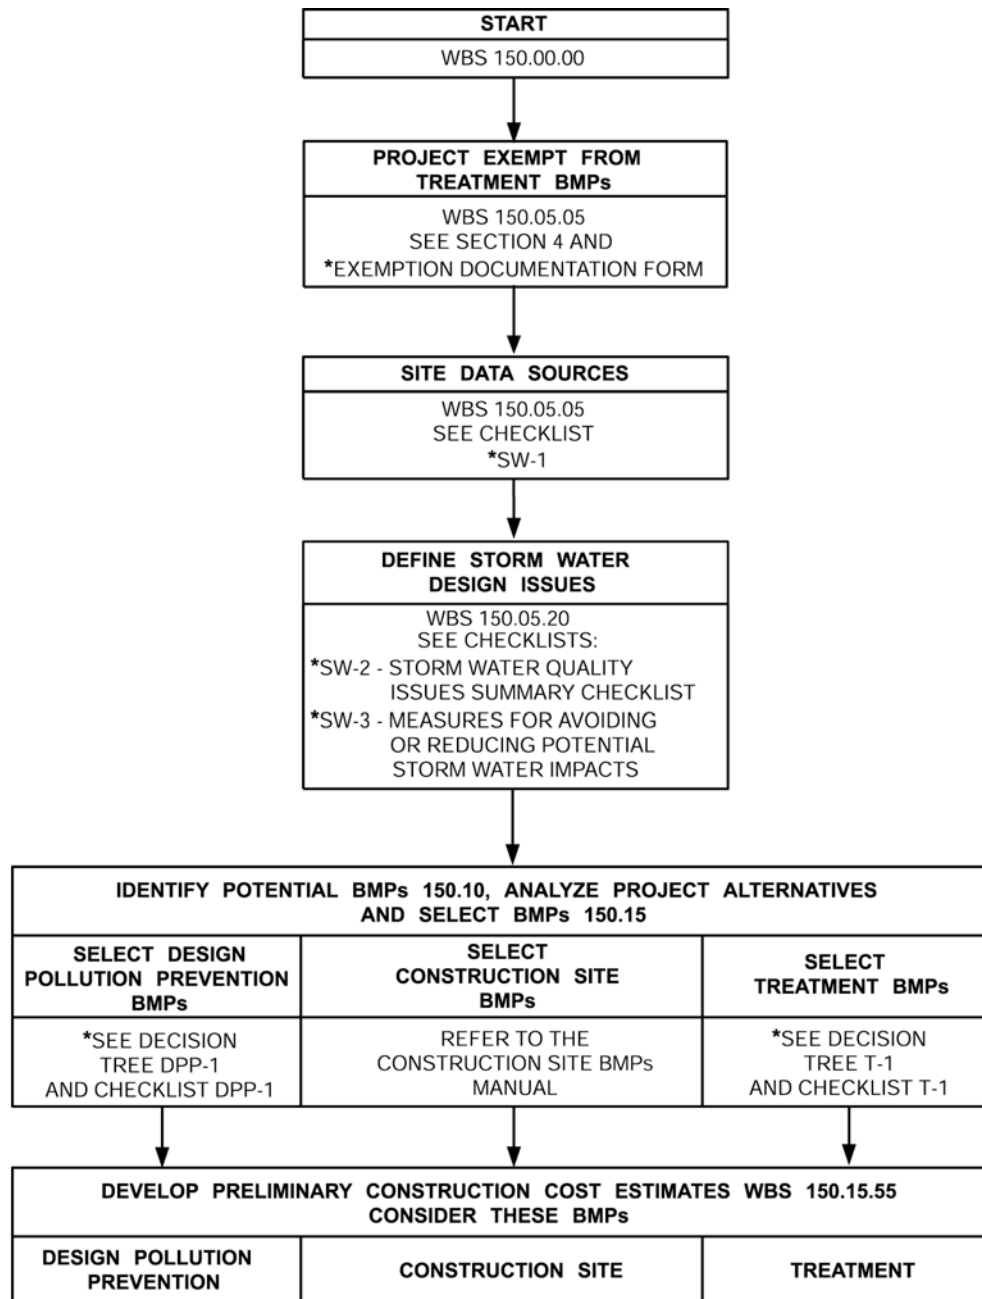 START
WBS 150.00.00
PROJECT EXEMPT FROM
TREATMENT BMPs
WBS 150.05.05
SEE SECTION 4 AND
*EXEMPTION DOCUMENTATION FORM
SITE DATA SOURCES
WBS 150.05.05
SEE CHECKLIST
*SW-1
DEFINE STORM WATER
DESIGN ISSUES
WBS 150.05.20
SEE CHECKLISTS:
*SW-2 - STORM WATER QUALITY
ISSUES SUMMARY CHECKLIST
*SW-3 - MEASURES FOR AVOIDING
OR REDUCING POTENTIAL
STORM WATER IMPACTS
IDENTIFY POTENTIAL BMPs 150.10, ANALYZE PROJECT ALTERNATIVES
AND SELECT BMPs 150.15
SELECT DESIGN
POLLUTION PREVENTION
BMPs
*SEE DECISION
TREE DPP-1
AND CHECKLIST DPP-1
SELECT
CONSTRUCTION SITE
BMPs
REFER TO THE
CONSTRUCTION SITE BMPs
MANUAL
SELECT
TREATMENT BMPs
*SEE DECISION
TREE T-1
AND CHECKLIST T-1
DEVELOP PRELIMINARY CONSTRUCTION COST ESTIMATES WBS 150.15.55
CONSIDER THESE BMPs
DESIGN POLLUTION
PREVENTION
CONSTRUCTION SITE
TREATMENT